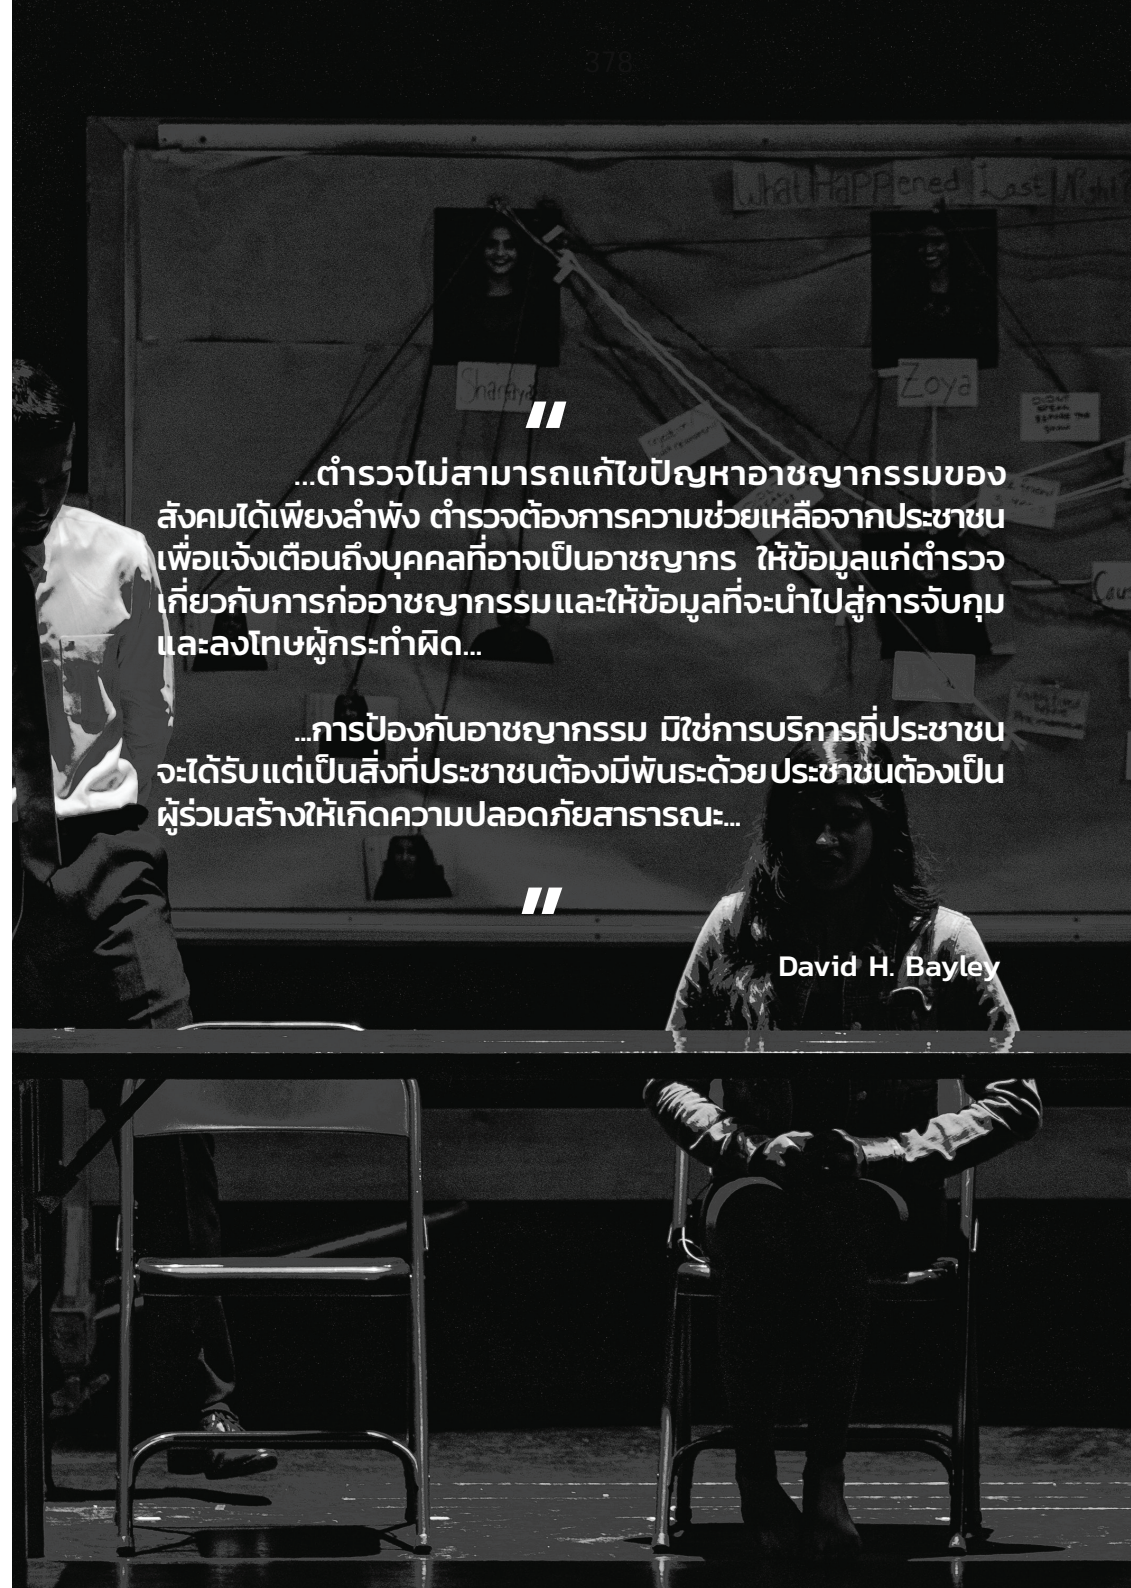 378
What Happened Last Night?
Sharaya
Zoya
"
...ตำรวจไม่สามารถแก้ไขปัญหาอาชญากรรมของ
สังคมได้เพียงลำพัง ตำรวจต้องการความช่วยเหลือจากประชาชน
เพื่อแจ้งเตือนถึงบุคคลที่อาจเป็นอาชญากร ให้ข้อมูลแก่ตำรวจ
เกี่ยวกับการก่ออาชญากรรมและให้ข้อมูลที่จะนำไปสู่การจับกุม
และลงโทษผู้กระทำผิด...
...การป้องกันอาชญากรรม มิใช่การบริการที่ประชาชน
จะได้รับแต่เป็นสิ่งที่ประชาชนต้องมีพันธะด้วยประชาชนต้องเป็น
ผู้ร่วมสร้างให้เกิดความปลอดภัยสาธารณะ...
"
David H. Bayley